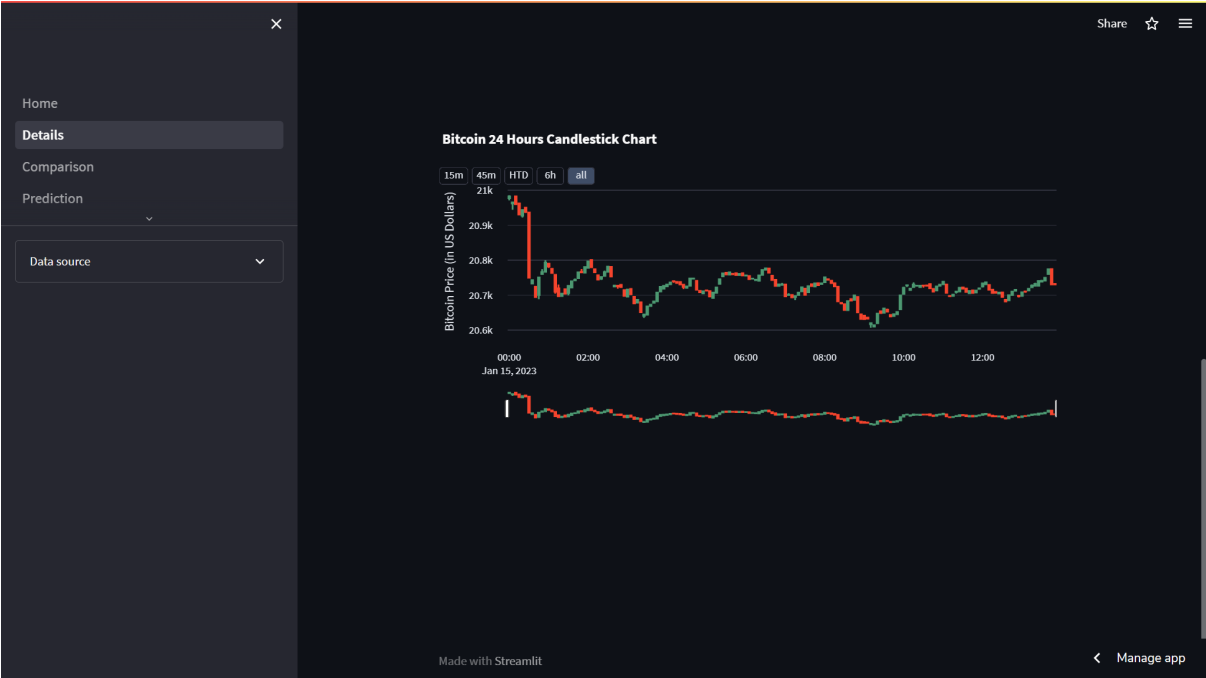 Share
Home
Details
Comparison
Prediction
Data source
Bitcoin 24 Hours Candlestick Chart
15m 45m HTD 6h all
Bitcoin Price (in US Dollars)
21k
20.9k
20.8k
20.7k
20.6k
00:00 02:00 04:00 06:00 08:00 10:00 12:00
Jan 15, 2023
Made with Streamlit
Manage app